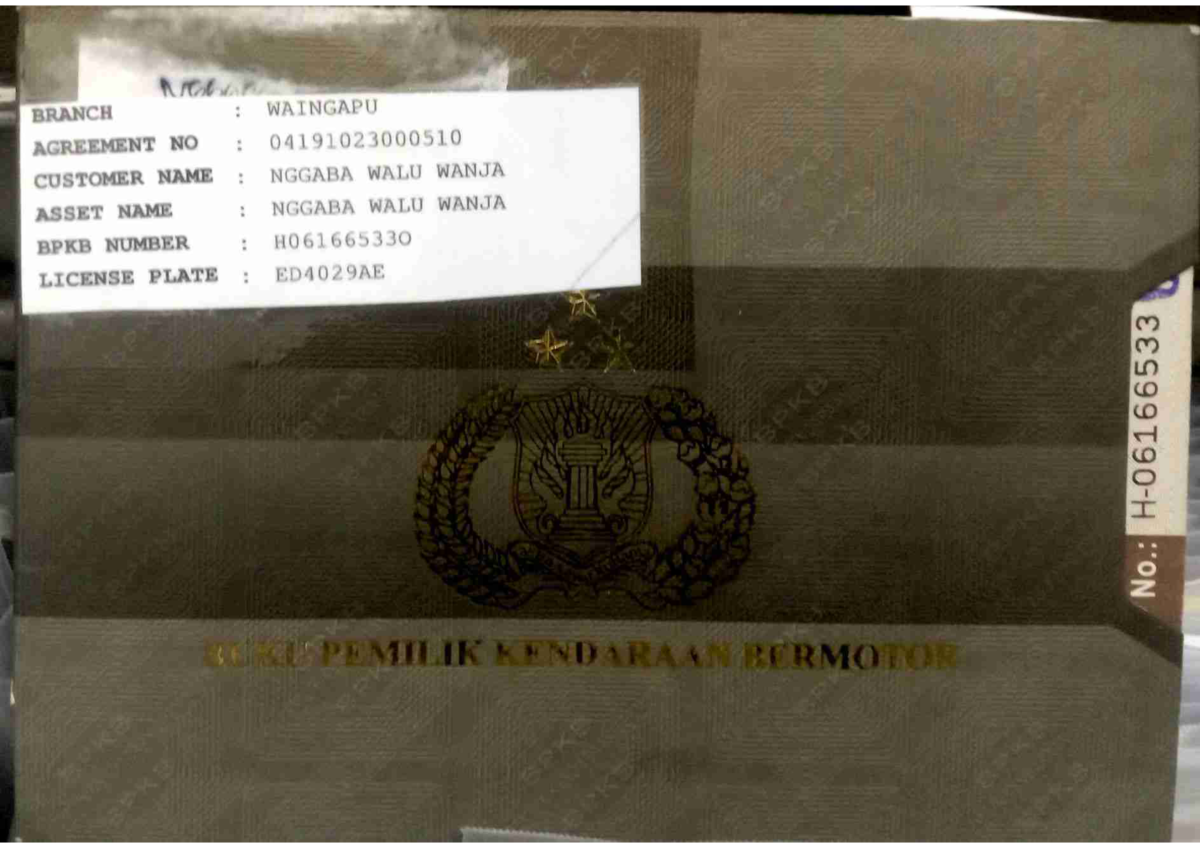 BRANCH : WAINGAPU
AGREEMENT NO : 04191023000510
CUSTOMER NAME : NGGABA WALU WANJA
ASSET NAME : NGGABA WALU WANJA
BPKB NUMBER : H06166533O
LICENSE PLATE : ED4029AE
No.: H-06166533
BUKU PEMILIK KENDARAAN BERMOTOR